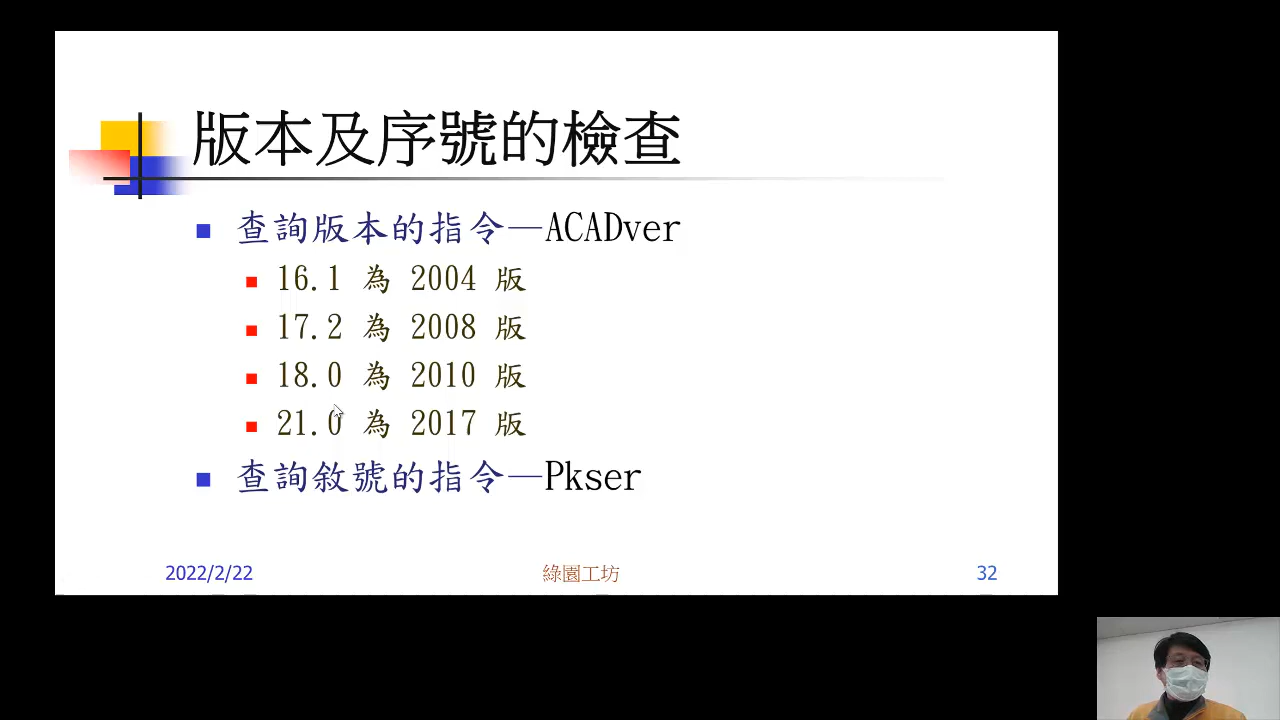 版本及序號的檢查
查詢版本的指令—ACADver
16.1 為 2004 版
17.2 為 2008 版
18.0 為 2010 版
21.0 為 2017 版
查詢敘號的指令—Pkser
2022/2/22
綠園工坊
32